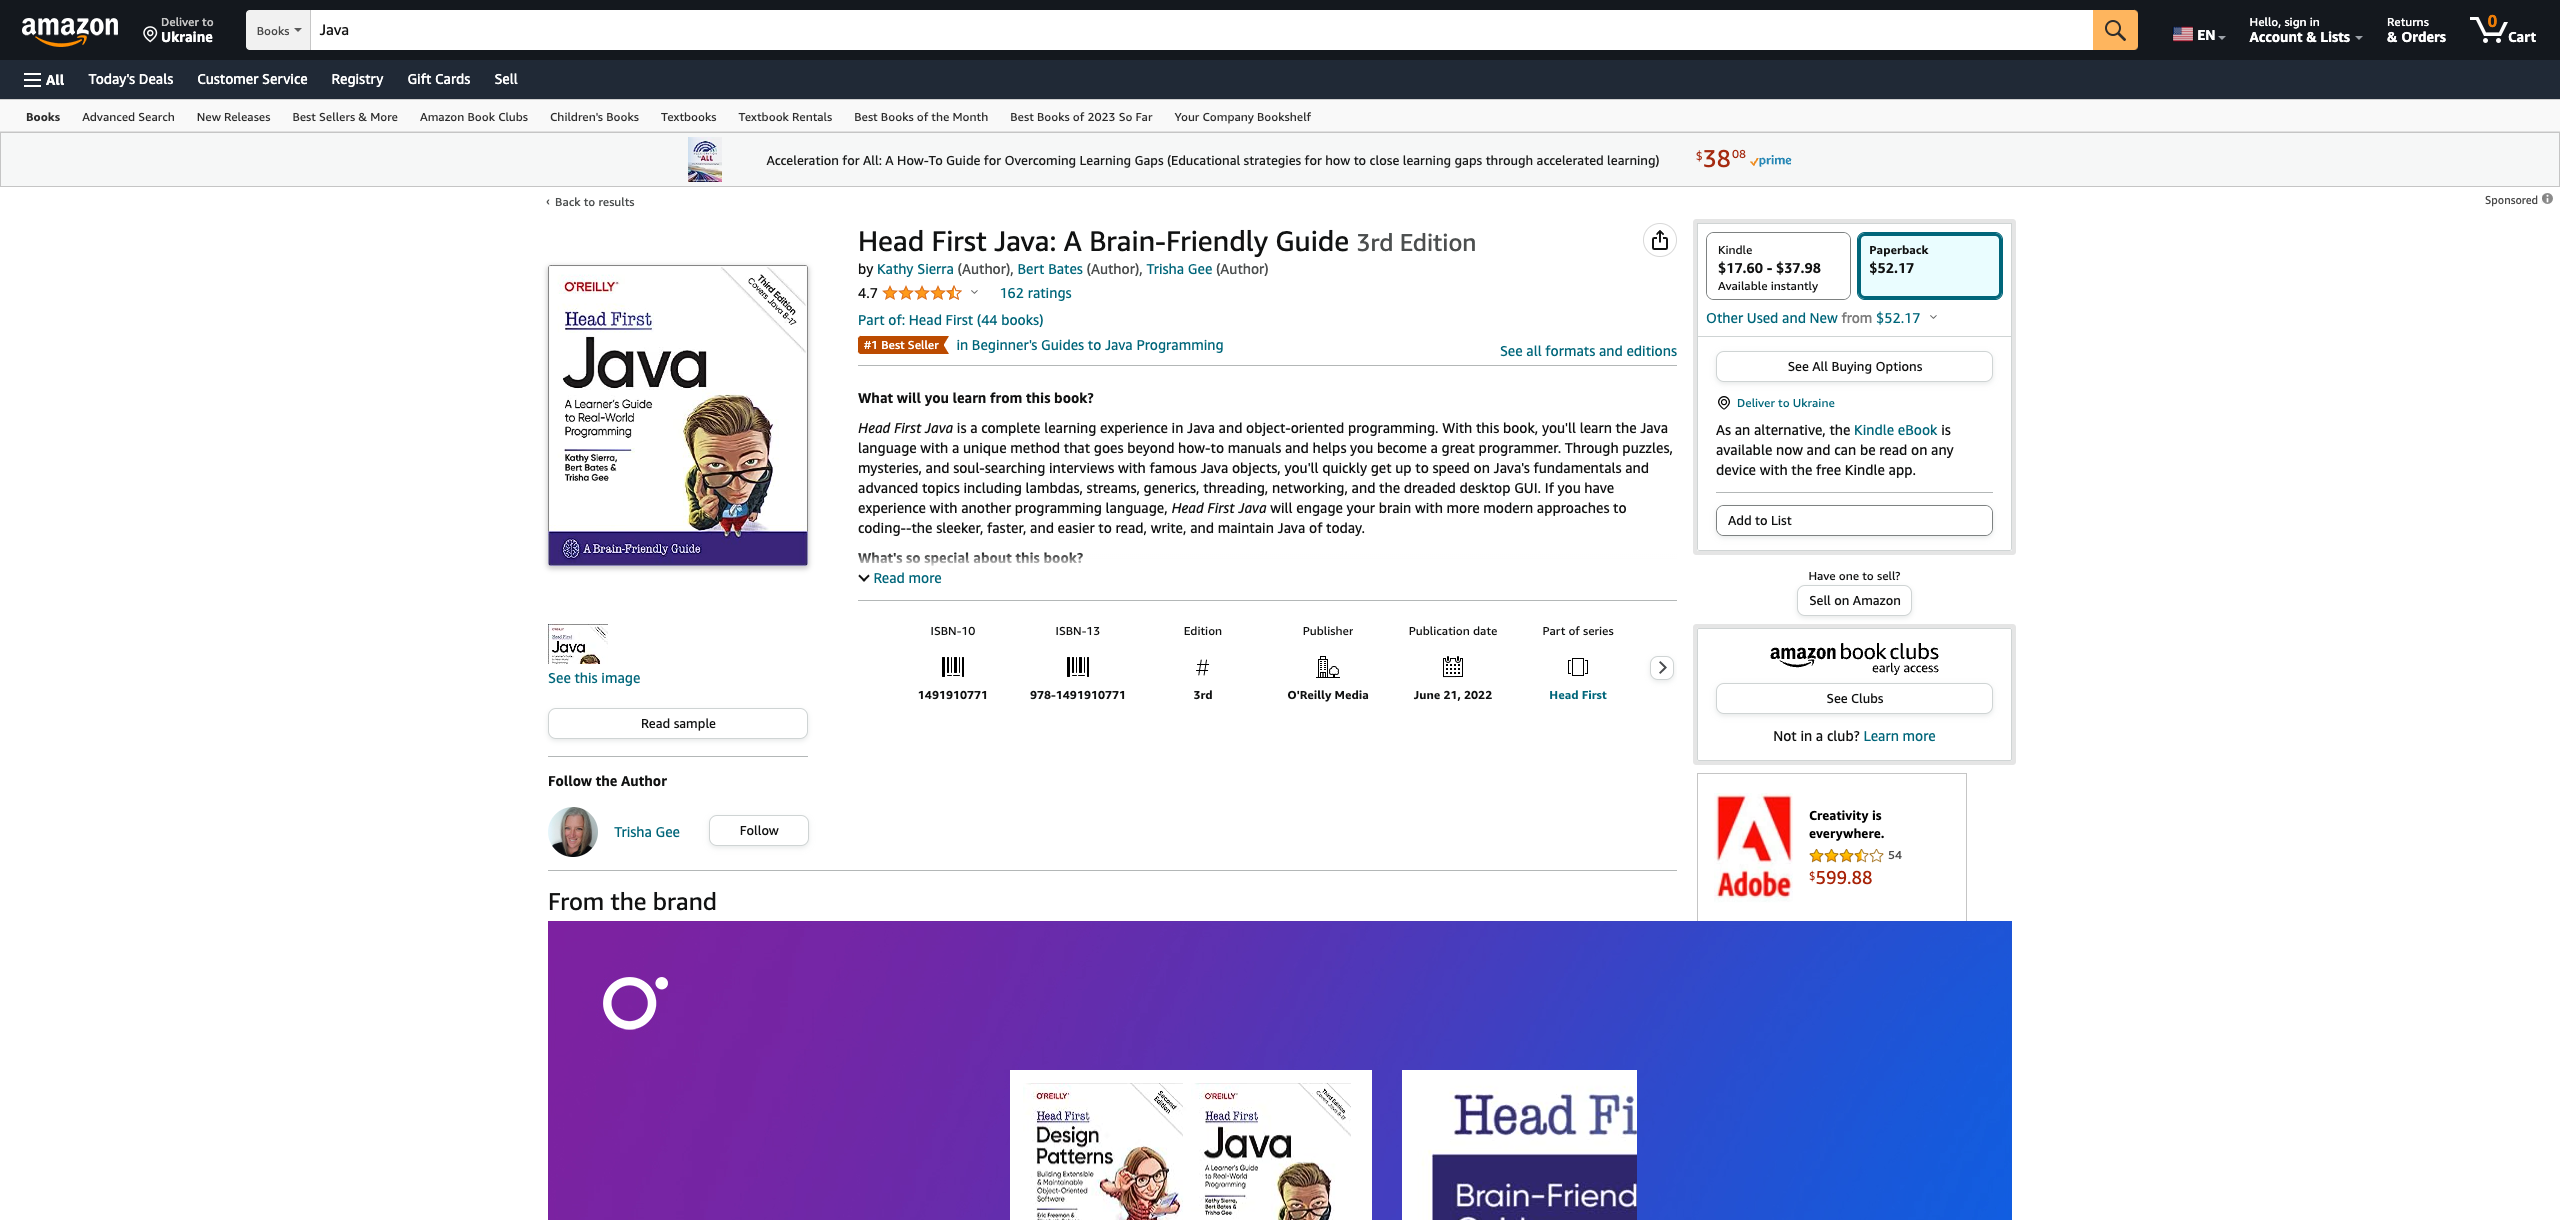 amazon
Deliver to
Ukraine
Books
Java
EN
Hello, sign in
Account & Lists
Returns
& Orders
0
Cart
All
Today's Deals
Customer Service
Registry
Gift Cards
Sell
Books
Advanced Search
New Releases
Best Sellers & More
Amazon Book Clubs
Children's Books
Textbooks
Textbook Rentals
Best Books of the Month
Best Books of 2023 So Far
Your Company Bookshelf
ALL
Acceleration for All: A How-To Guide for Overcoming Learning Gaps (Educational strategies for how to close learning gaps through accelerated learning)
$38 08 prime
‹ Back to results
Sponsored
O'REILLY
Third Edition
Covers Java 8-17
Head First
Java
A Learner's Guide
to Real-World
Programming
Kathy Sierra,
Bert Bates &
Trisha Gee
A Brain-Friendly Guide
Java
See this image
Read sample
Follow the Author
Trisha Gee
Follow
Head First Java: A Brain-Friendly Guide 3rd Edition
by Kathy Sierra (Author), Bert Bates (Author), Trisha Gee (Author)
4.7
162 ratings
Part of: Head First (44 books)
#1 Best Seller in Beginner's Guides to Java Programming
See all formats and editions
What will you learn from this book?
Head First Java is a complete learning experience in Java and object-oriented programming. With this book, you'll learn the Java
language with a unique method that goes beyond how-to manuals and helps you become a great programmer. Through puzzles,
mysteries, and soul-searching interviews with famous Java objects, you'll quickly get up to speed on Java's fundamentals and
advanced topics including lambdas, streams, generics, threading, networking, and the dreaded desktop GUI. If you have
experience with another programming language, Head First Java will engage your brain with more modern approaches to
coding--the sleeker, faster, and easier to read, write, and maintain Java of today.
What's so special about this book?
Read more
ISBN-10
1491910771
ISBN-13
978-1491910771
Edition
#
3rd
Publisher
O'Reilly Media
Publication date
June 21, 2022
Part of series
Head First
Kindle
$17.60 - $37.98
Available instantly
Paperback
$52.17
Other Used and New from $52.17
See All Buying Options
Deliver to Ukraine
As an alternative, the Kindle eBook is
available now and can be read on any
device with the free Kindle app.
Add to List
Have one to sell?
Sell on Amazon
amazon book clubs
early access
See Clubs
Not in a club? Learn more
Adobe
Creativity is
everywhere.
54
$599.88
From the brand
O'REILLY
Second
Edition
Head First
Design
Patterns
Building Extensible
& Maintainable
Object-Oriented
Software
Eric Freeman &
O'REILLY
Third Edition
Covers Java 8-17
Head First
Java
A Learner's Guide
to Real-World
Programming
Kathy Sierra,
Bert Bates &
Trisha Gee
Head Fi
Brain-Friend